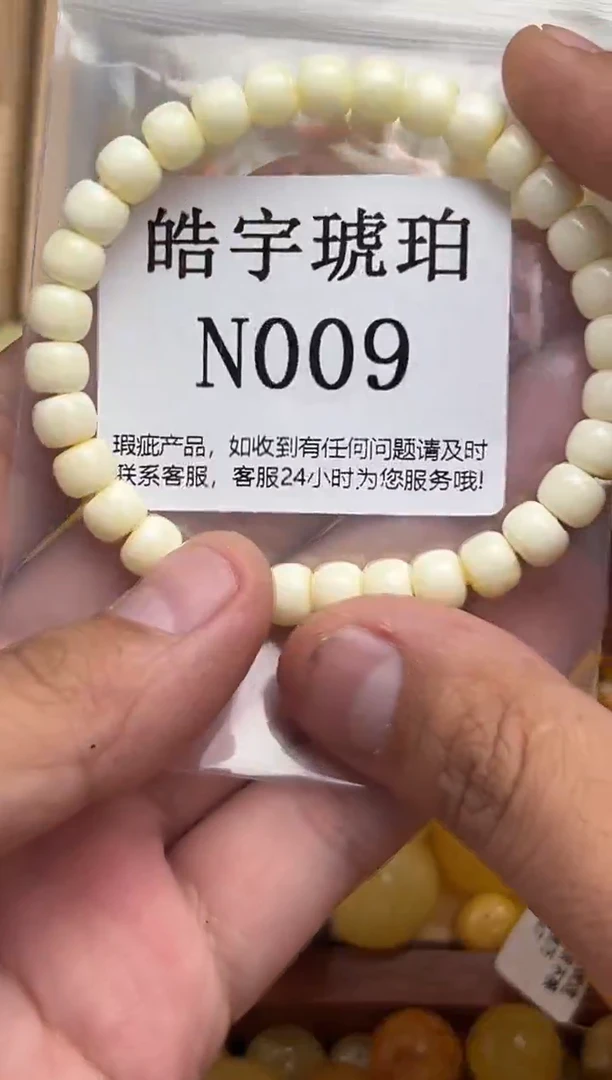 皓宇琥珀
N009
瑕疵产品，如收到有任何问题请及时
联系客服，客服24小时为您服务哦!